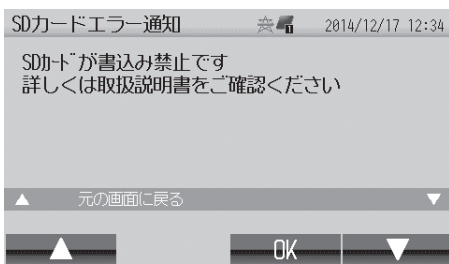 SDカードエラー通知 2014/12/17 12:34
SDｶｰﾄﾞが書込み禁止です
詳しくは取扱説明書をご確認ください
▲ 元の画面に戻る ▼
▲ OK ▼